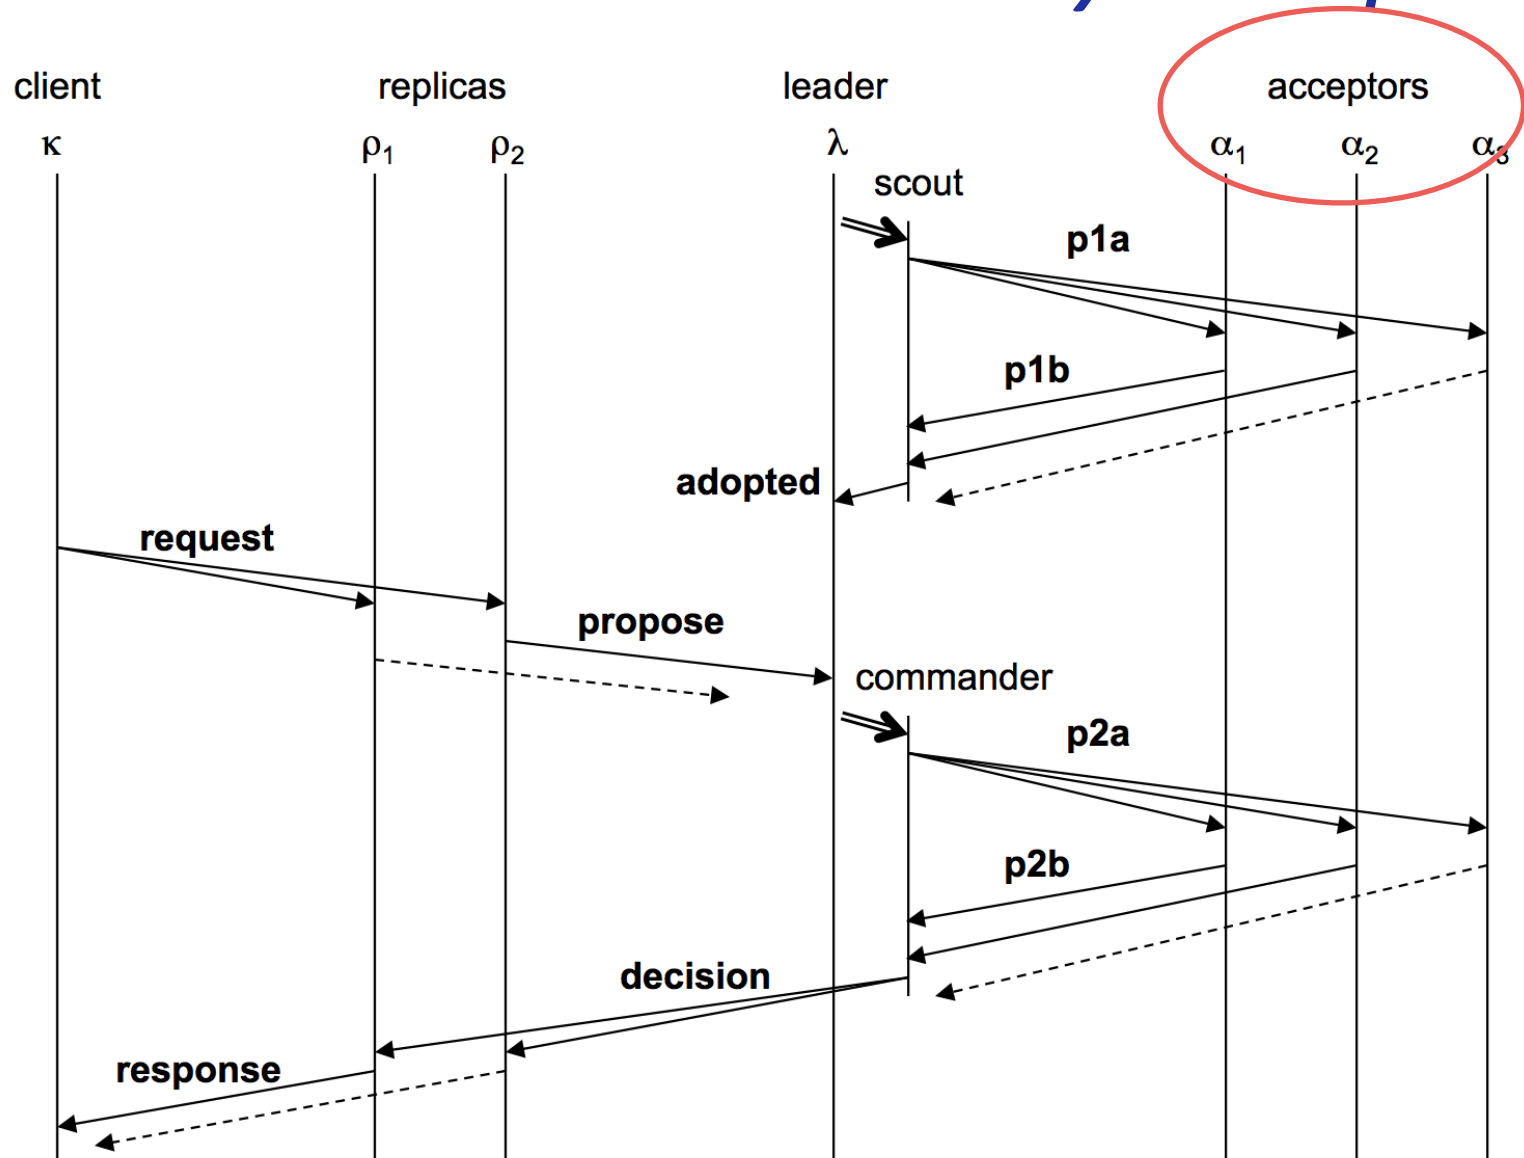 client replicas leader acceptors
κ ρ1 ρ2 λ α1 α2 α3
scout
p1a
p1b
adopted
request
propose
commander
p2a
p2b
decision
response